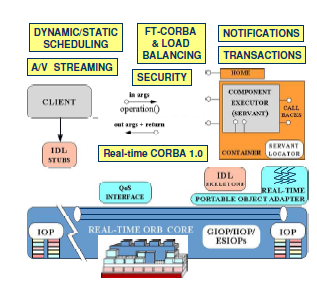 DYNAMIC/STATIC
SCHEDULING
FT-CORBA
& LOAD
BALANCING
NOTIFICATIONS
TRANSACTIONS
A/V STREAMING
SECURITY
HOME
CLIENT
in args
operation()
out args + return
COMPONENT
EXECUTOR
(SERVANT)
CALL
BACKS
CONTAINER
SERVANT
LOCATOR
IDL
STUBS
Real-time CORBA 1.0
IDL
SKELETONS
REAL-TIME
PORTABLE OBJECT ADAPTER
QoS
INTERFACE
IOP
REAL-TIME ORB CORE
GIOP/IIOP/
ESIOPS
IOP